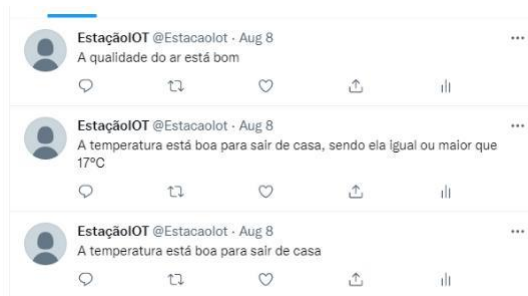 EstaçãoIOT @EstacaoIot · Aug 8
A qualidade do ar está bom
EstaçãoIOT @EstacaoIot · Aug 8
A temperatura está boa para sair de casa, sendo ela igual ou maior que
17ºC
EstaçãoIOT @EstacaoIot · Aug 8
A temperatura está boa para sair de casa